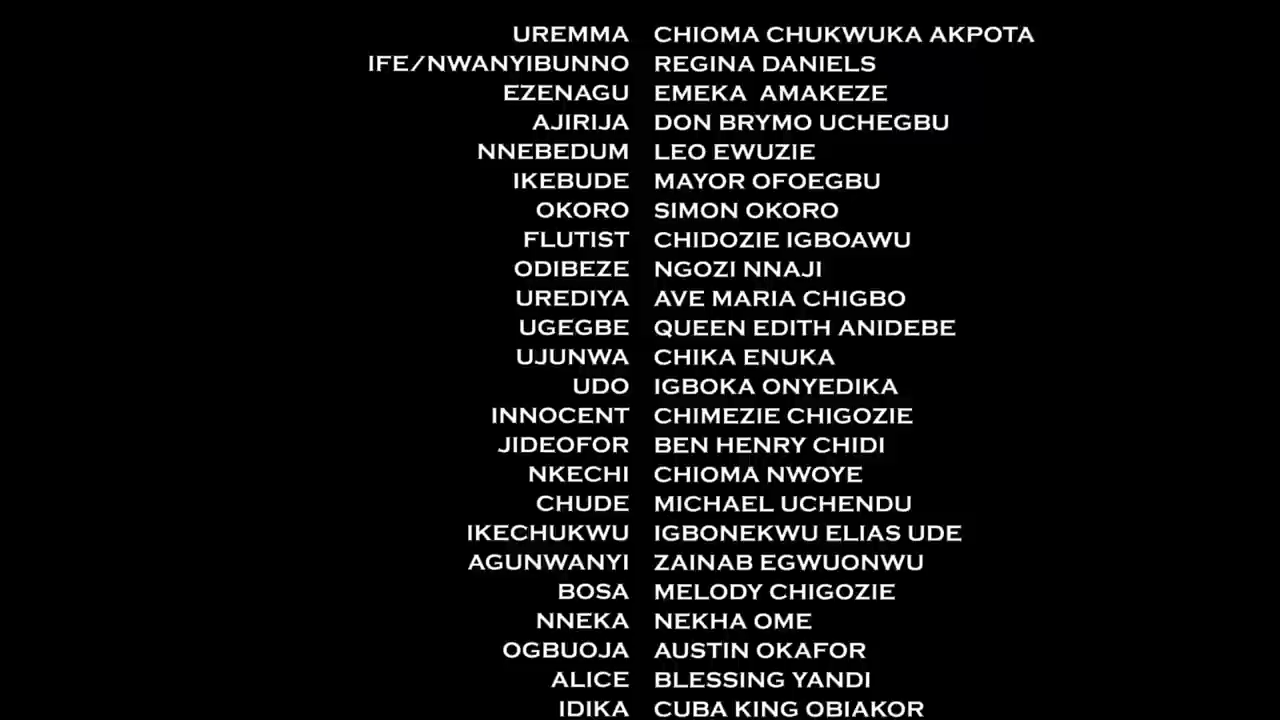 UREMMA CHIOMA CHUKWUKA AKPOTA
IFE/NWANYIBUNNO REGINA DANIELS
EZENAGU EMEKA AMAKEZE
AJIRIJA DON BRYMO UCHEGBU
NNEBEDUM LEO EWUZIE
IKEBUDE MAYOR OFOEGBU
OKORO SIMON OKORO
FLUTIST CHIDOZIE IGBOAWU
ODIBEZE NGOZI NNAJI
UREDIYA AVE MARIA CHIGBO
UGEGBE QUEEN EDITH ANIDEBE
UJUNWA CHIKA ENUKA
UDO IGBOKA ONYEDIKA
INNOCENT CHIMEZIE CHIGOZIE
JIDEOFOR BEN HENRY CHIDI
NKECHI CHIOMA NWOYE
CHUDE MICHAEL UCHENDU
IKECHUKWU IGBONEKWU ELIAS UDE
AGUNWANYI ZAINAB EGWUONWU
BOSA MELODY CHIGOZIE
NNEKA NEKHA OME
OGBUOJA AUSTIN OKAFOR
ALICE BLESSING YANDI
IDIKA CUBA KING OBIAKOR